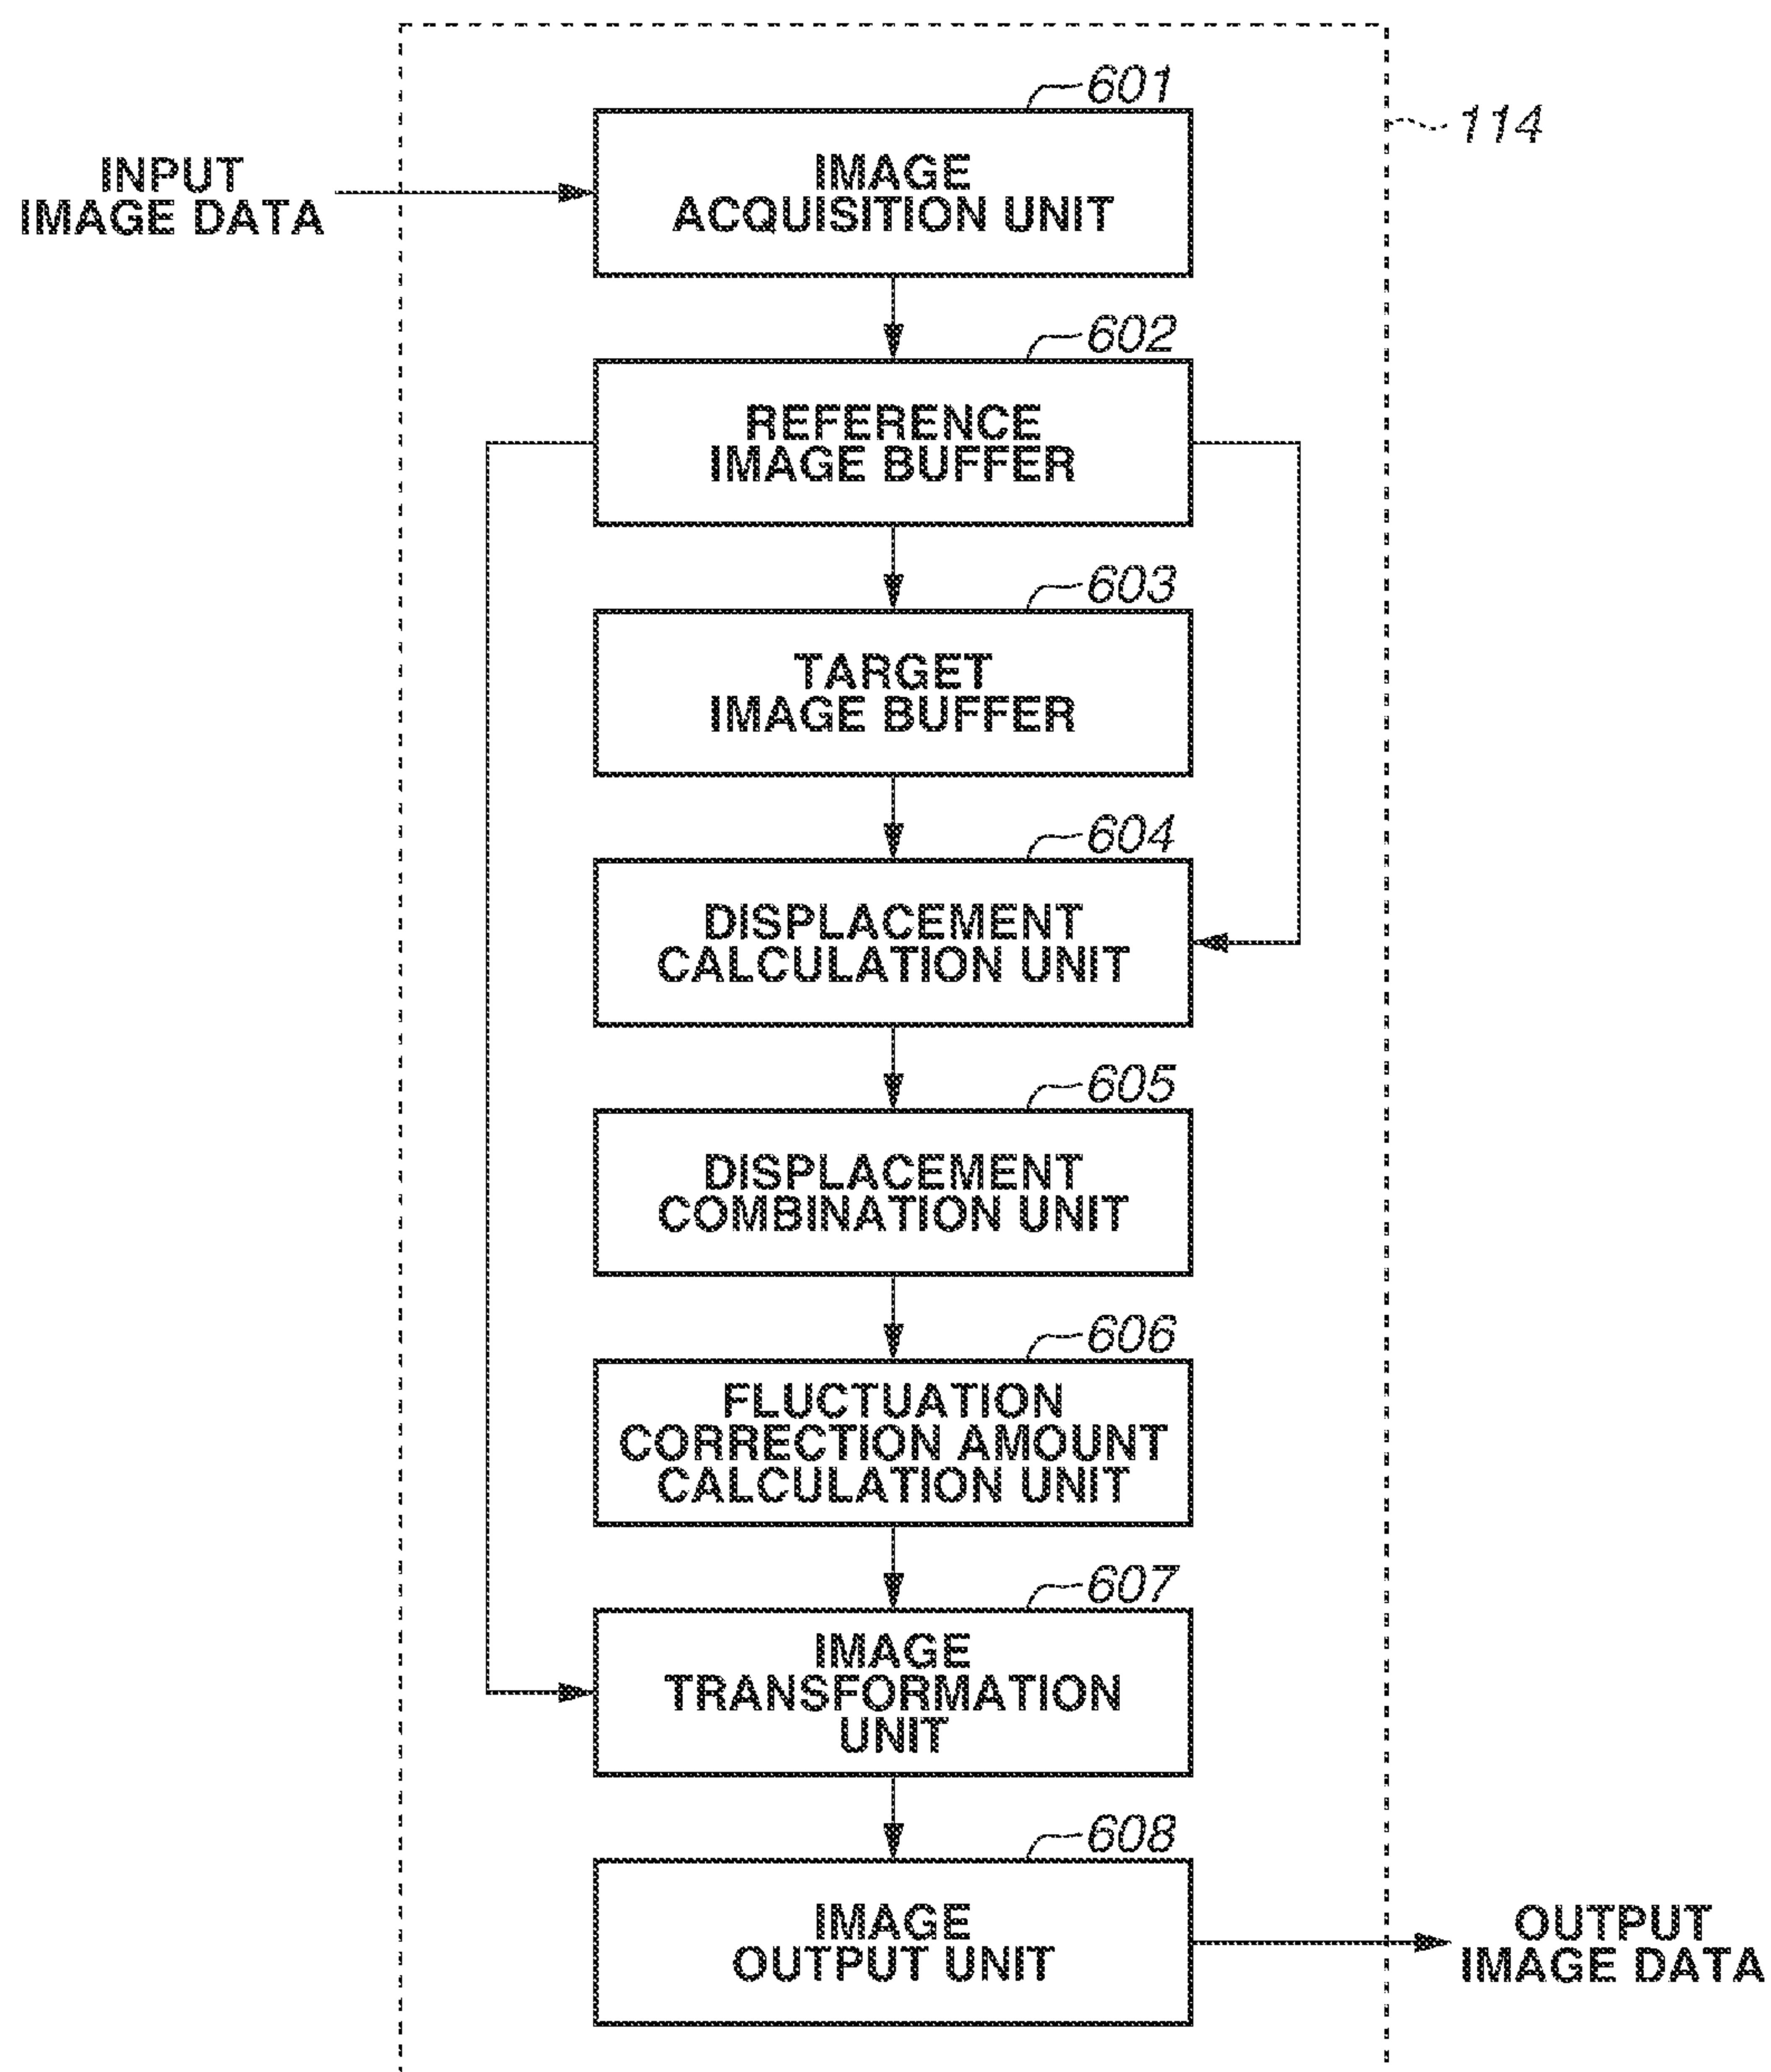 601
114
INPUT
IMAGE DATA
IMAGE
ACQUISITION UNIT
602
REFERENCE
IMAGE BUFFER
603
TARGET
IMAGE BUFFER
604
DISPLACEMENT
CALCULATION UNIT
605
DISPLACEMENT
COMBINATION UNIT
606
FLUCTUATION
CORRECTION AMOUNT
CALCULATION UNIT
607
IMAGE
TRANSFORMATION
UNIT
608
IMAGE
OUTPUT UNIT
OUTPUT
IMAGE DATA